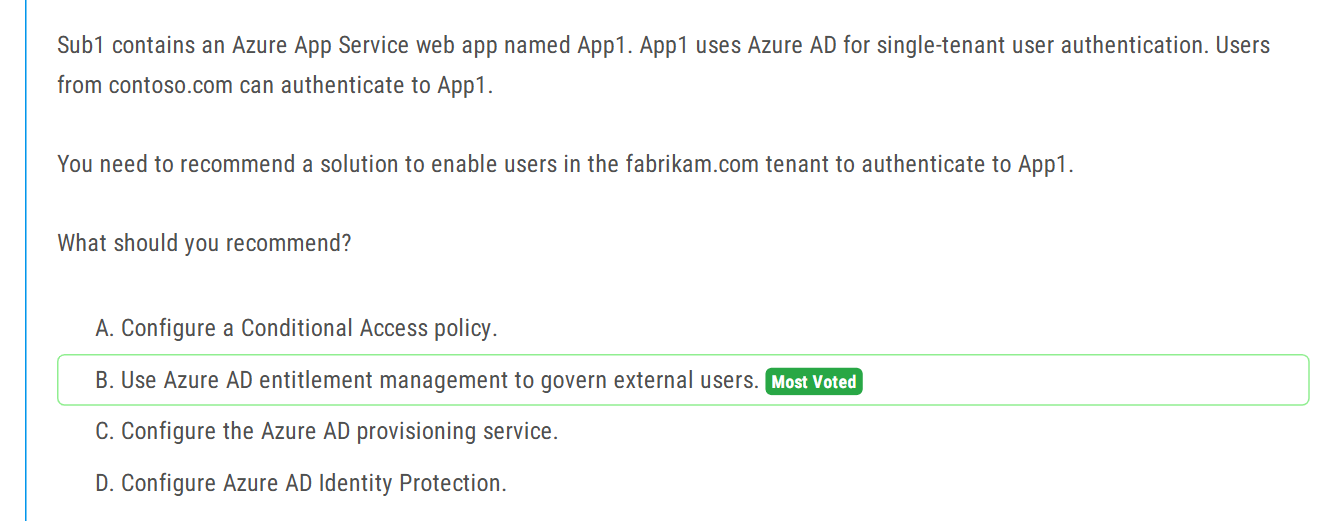 Sub1 contains an Azure App Service web app named App1. App1 uses Azure AD for single-tenant user authentication. Users
from contoso.com can authenticate to App1.
You need to recommend a solution to enable users in the fabrikam.com tenant to authenticate to App1.
What should you recommend?
A. Configure a Conditional Access policy.
B. Use Azure AD entitlement management to govern external users. Most Voted
C. Configure the Azure AD provisioning service.
D. Configure Azure AD Identity Protection.